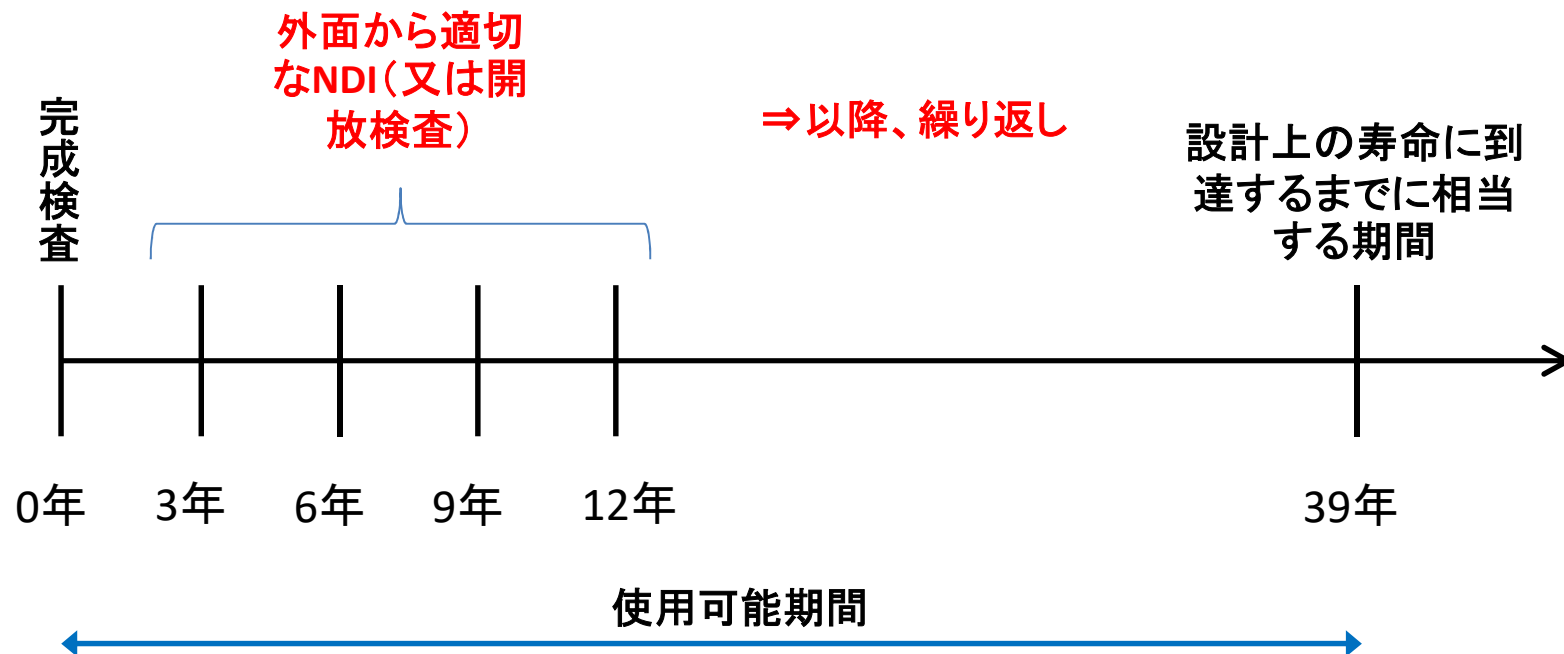 外面から適切
なNDI(又は開
放検査)
完成検査
⇒以降、繰り返し
設計上の寿命に到
達するまでに相当
する期間
0年
3年
6年
9年
12年
39年
使用可能期間